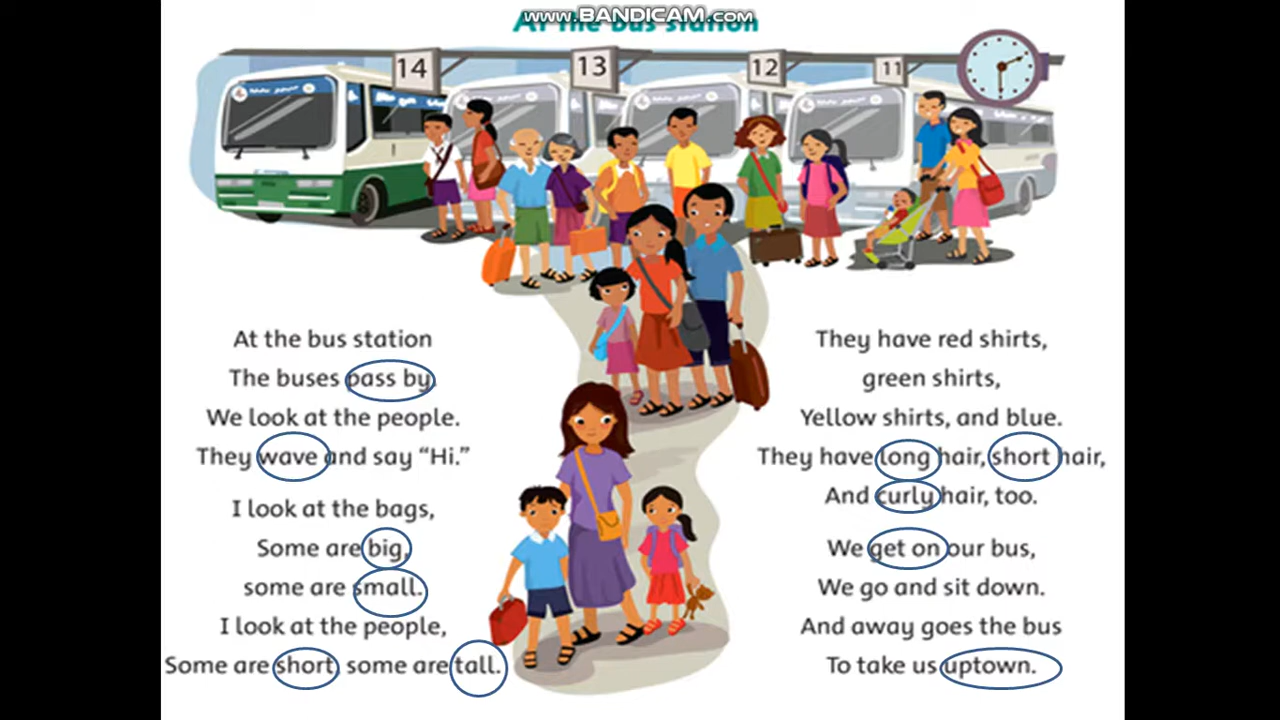 www.BANDICAM.com
At the bus station
14
13
12
11
At the bus station
The buses pass by.
We look at the people.
They wave and say “Hi.”
I look at the bags,
Some are big,
some are small.
I look at the people,
Some are short, some are tall.
They have red shirts,
green shirts,
Yellow shirts, and blue.
They have long hair, short hair,
And curly hair, too.
We get on our bus,
We go and sit down.
And away goes the bus
To take us uptown.